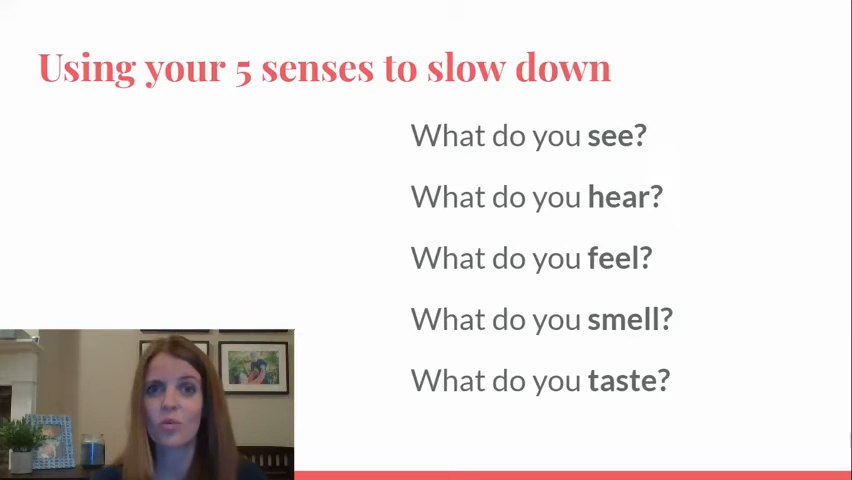 Using your 5 senses to slow down
What do you see?
What do you hear?
What do you feel?
What do you smell?
What do you taste?